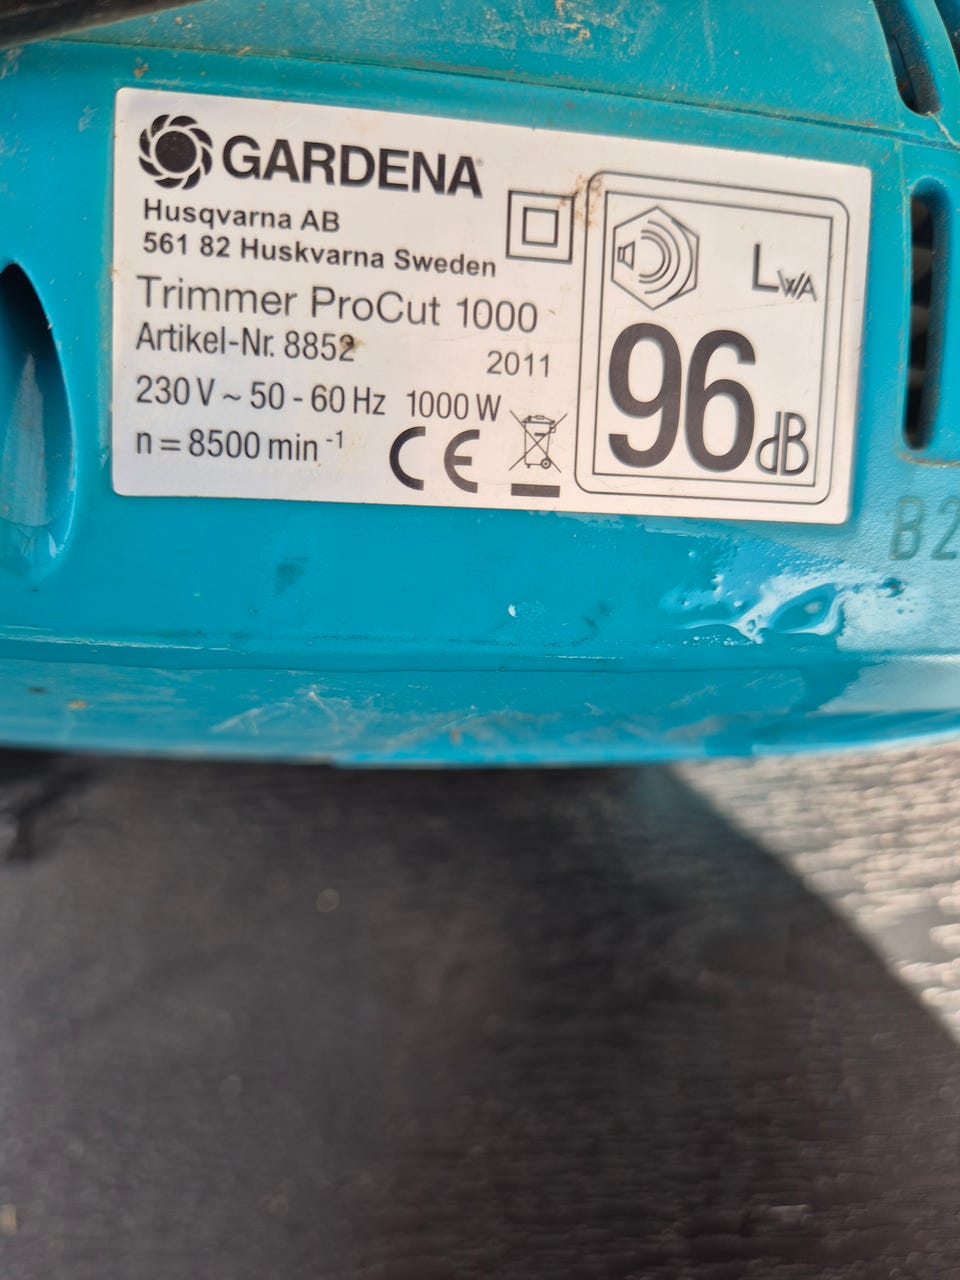 GARDENA®
Husqvarna AB
561 82 Huskvarna Sweden
Trimmer ProCut 1000
Artikel-Nr. 8852
2011
230 V ~ 50 - 60 Hz 1000 W
n = 8500 min -1
CE
LWA
96 dB
B2